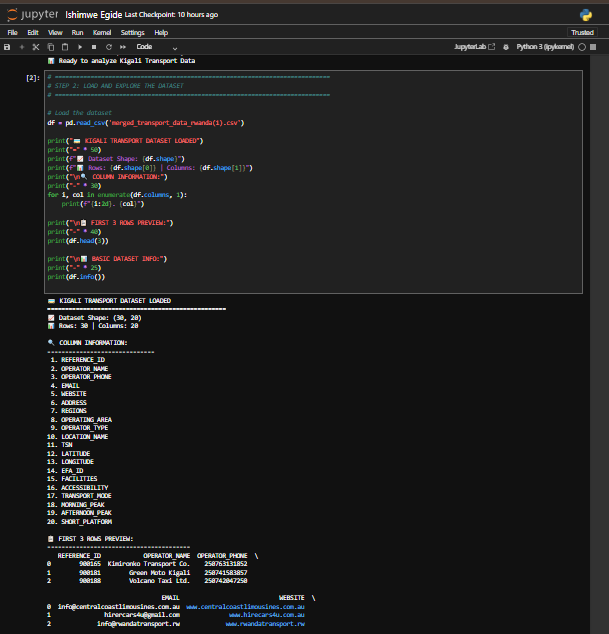 jupyter Ishimwe Egide Last Checkpoint: 10 hours ago
File Edit View Run Kernel Settings Help Trusted
Code JupyterLab Python 3 (ipykernel)
📊 Ready to analyze Kigali Transport Data
[2]: # ============================================================================
# STEP 2: LOAD AND EXPLORE THE DATASET
# ============================================================================
# Load the dataset
df = pd.read_csv('merged_transport_data_rwanda(1).csv')
print("🚌 KIGALI TRANSPORT DATASET LOADED")
print("=" * 50)
print(f"📈 Dataset Shape: {df.shape}")
print(f"📊 Rows: {df.shape[0]} | Columns: {df.shape[1]}")
print("\n🔍 COLUMN INFORMATION:")
print("-" * 30)
for i, col in enumerate(df.columns, 1):
print(f"{i:2d}. {col}")
print("\n📋 FIRST 3 ROWS PREVIEW:")
print("-" * 40)
print(df.head(3))
print("\n📊 BASIC DATASET INFO:")
print("-" * 25)
print(df.info())
🚌 KIGALI TRANSPORT DATASET LOADED
==================================================
📈 Dataset Shape: (30, 20)
📊 Rows: 30 | Columns: 20
🔍 COLUMN INFORMATION:
------------------------------
1. REFERENCE_ID
2. OPERATOR_NAME
3. OPERATOR_PHONE
4. EMAIL
5. WEBSITE
6. ADDRESS
7. REGIONS
8. OPERATING_AREA
9. OPERATOR_TYPE
10. LOCATION_NAME
11. TSN
12. LATITUDE
13. LONGITUDE
14. EFA_ID
15. FACILITIES
16. ACCESSIBILITY
17. TRANSPORT_MODE
18. MORNING_PEAK
19. AFTERNOON_PEAK
20. SHORT_PLATFORM
📋 FIRST 3 ROWS PREVIEW:
----------------------------------------
REFERENCE_ID OPERATOR_NAME OPERATOR_PHONE \
0 900165 Kimironko Transport Co. 250763131852
1 900181 Green Moto Kigali 250741583857
2 900188 Volcano Taxi Ltd. 250742047250
EMAIL WEBSITE \
0 info@centralcoastlimousines.com.au www.centralcoastlimousines.com.au
1 hirercars4u@gmail.com www.hirecars4u.com.au
2 info@rwandatransport.rw www.rwandatransport.rw